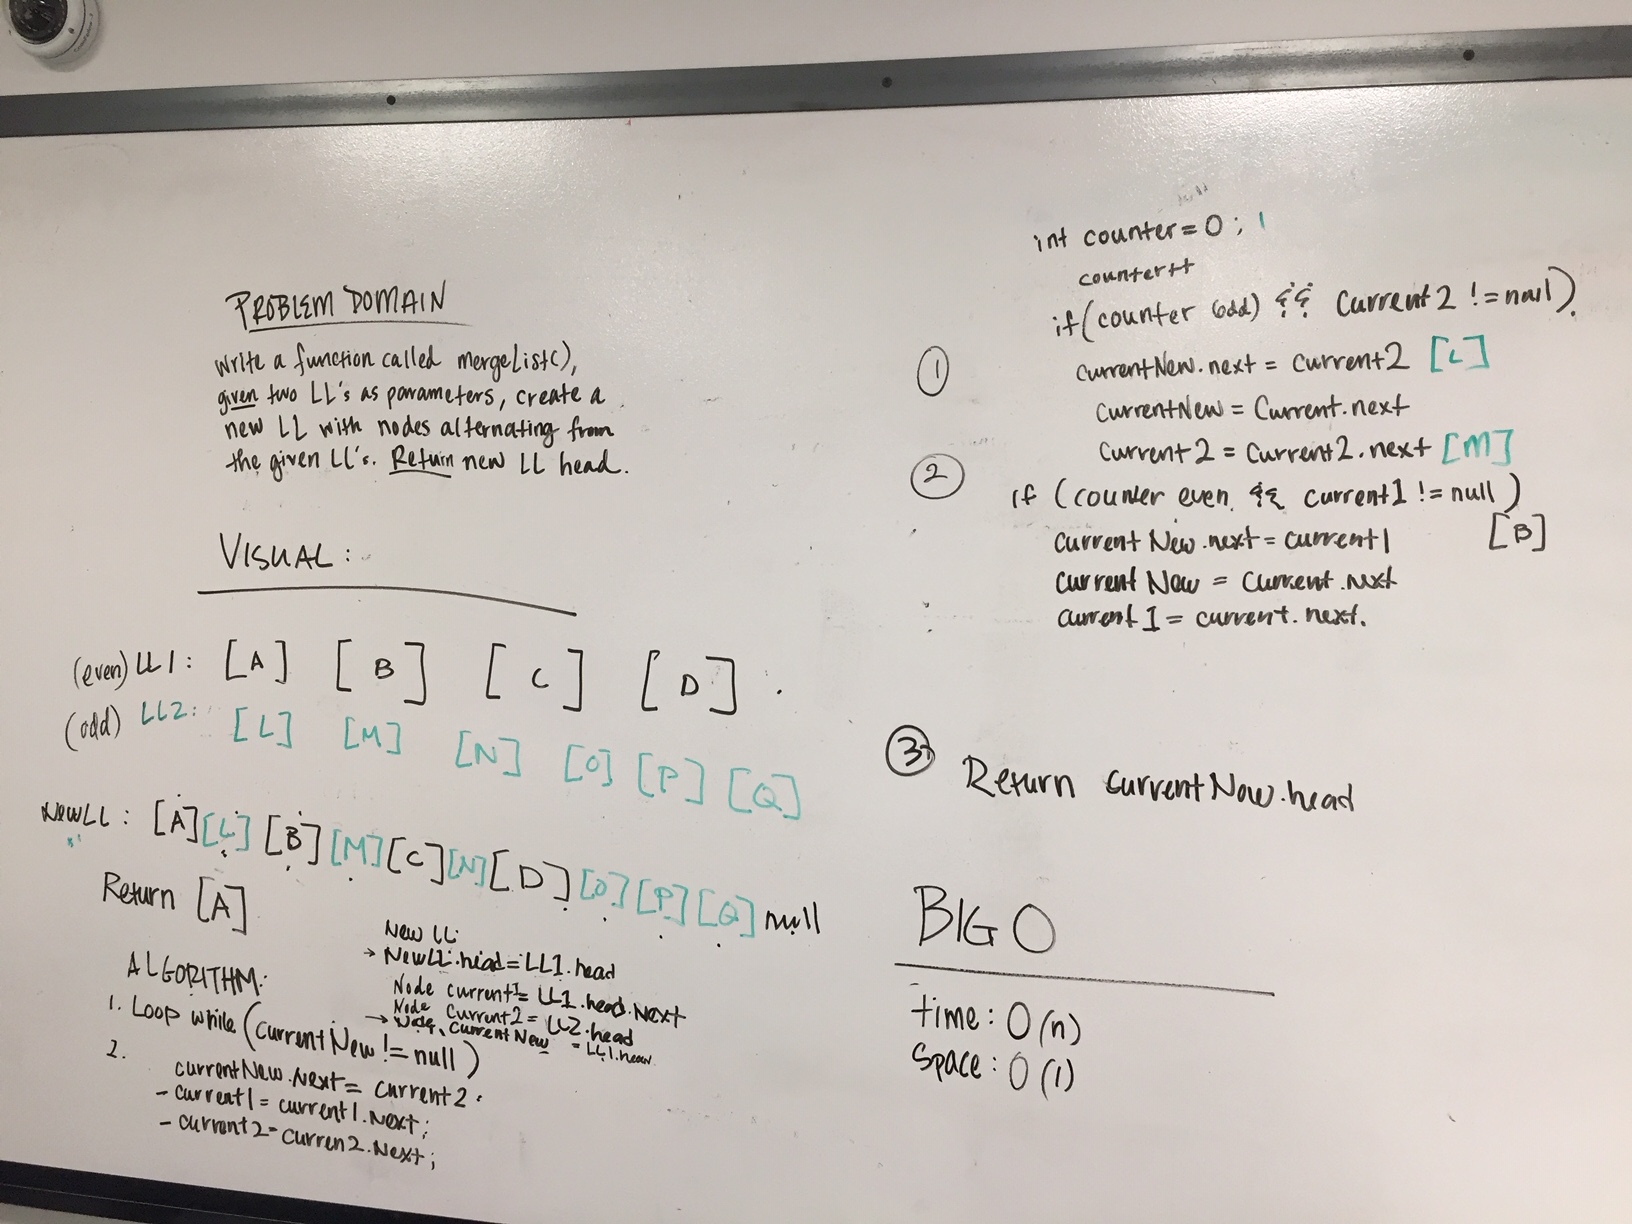 PROBLEM DOMAIN
write a function called mergeList(),
given two LL's as parameters, create a
new LL with nodes alternating from
the given LL's. Return new LL head.
VISUAL:
(even) LL1: [A] [B] [C] [D]
(odd) LL2: [L] [M] [N] [O] [P] [Q]
NewLL: [A] [L] [B] [M] [C] [N] [D] [O] [P] [Q] null
Return [A]
ALGORITHM:
1. Loop while (currentNew != null)
2.
currentNew.Next = current2.
- current1 = current1.Next;
- current2 = curren2.Next;
New LL
→ NewLL.head = LL1.head
Node current1 = LL1.head.Next
Node current2 = LL2.head
→ Node currentNew = LL1.head
int counter = 0; 1
counter++
if (counter odd) && Current2 != null)
① currentNew.next = current2 [L]
currentNew = Current.next
current2 = current2.next [M]
② if (counter even && current1 != null)
current New.next = current1 [B]
current New = current.next
current1 = current.next.
③ Return currentNew.head
BIG O
time: O(n)
space: O(1)